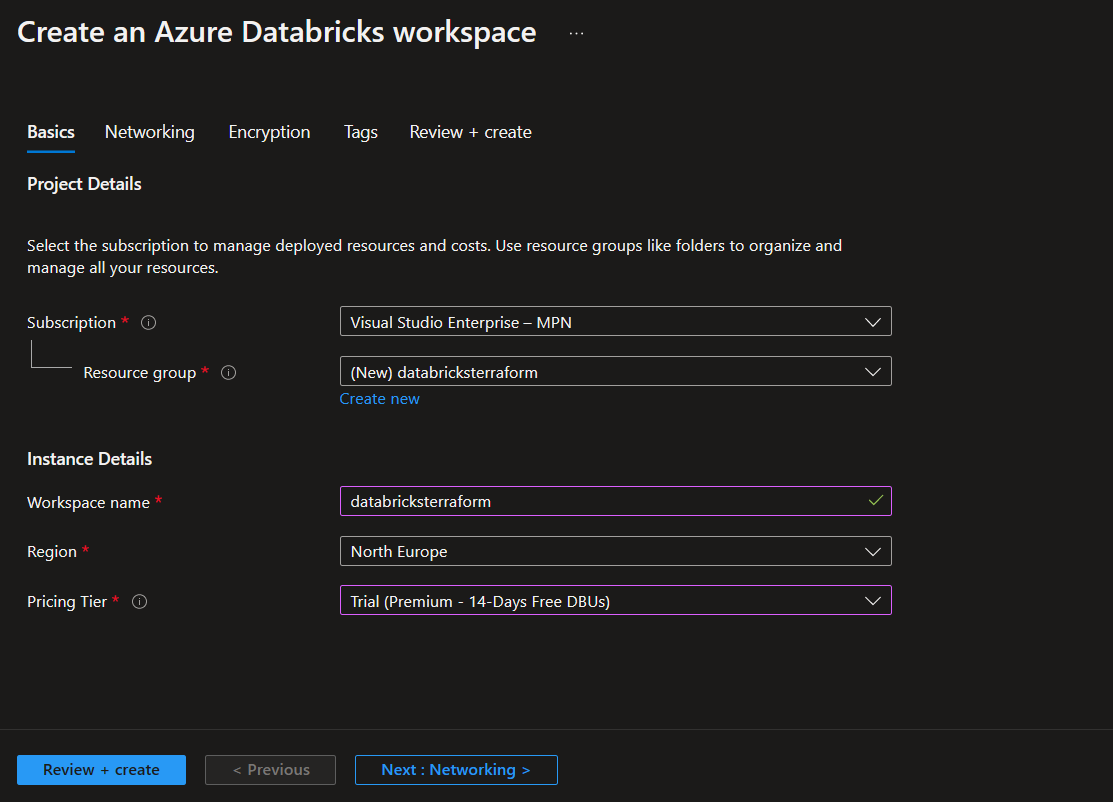 Create an Azure Databricks workspace ...
Basics Networking Encryption Tags Review + create
Project Details
Select the subscription to manage deployed resources and costs. Use resource groups like folders to organize and
manage all your resources.
Subscription * Visual Studio Enterprise – MPN
Resource group * (New) databricksterraform
Create new
Instance Details
Workspace name * databricksterraform
Region * North Europe
Pricing Tier * Trial (Premium - 14-Days Free DBUs)
Review + create < Previous Next : Networking >